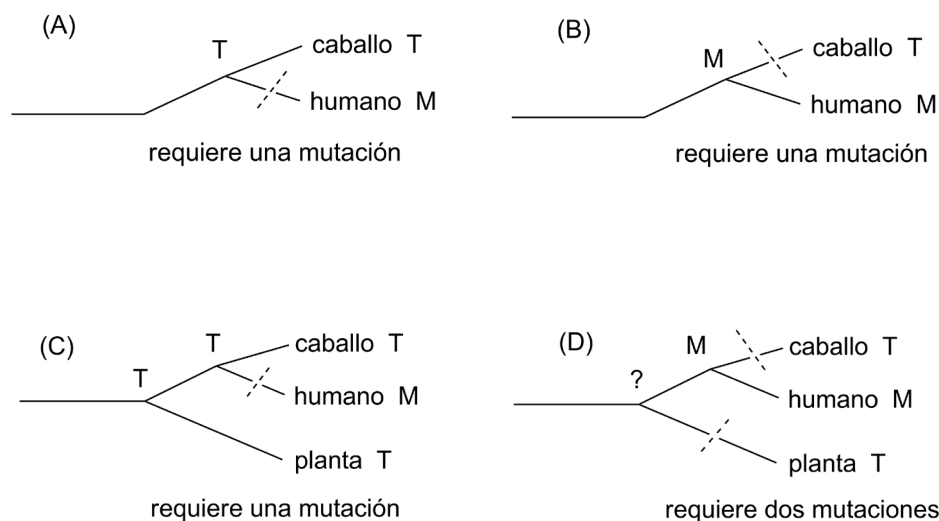 (A)
T
caballo T
humano M
requiere una mutación
(B)
M
caballo T
humano M
requiere una mutación
(C)
T
T
caballo T
humano M
planta T
requiere una mutación
(D)
?
M
caballo T
humano M
planta T
requiere dos mutaciones